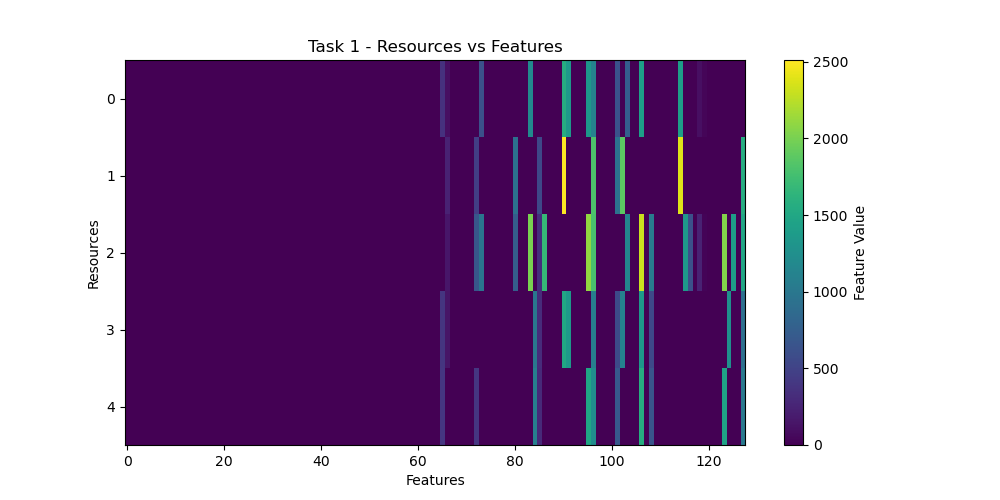 Task 1 - Resources vs Features
Resources
0
1
2
3
4
0 20 40 60 80 100 120
Features
2500
2000
1500
1000
500
0
Feature Value